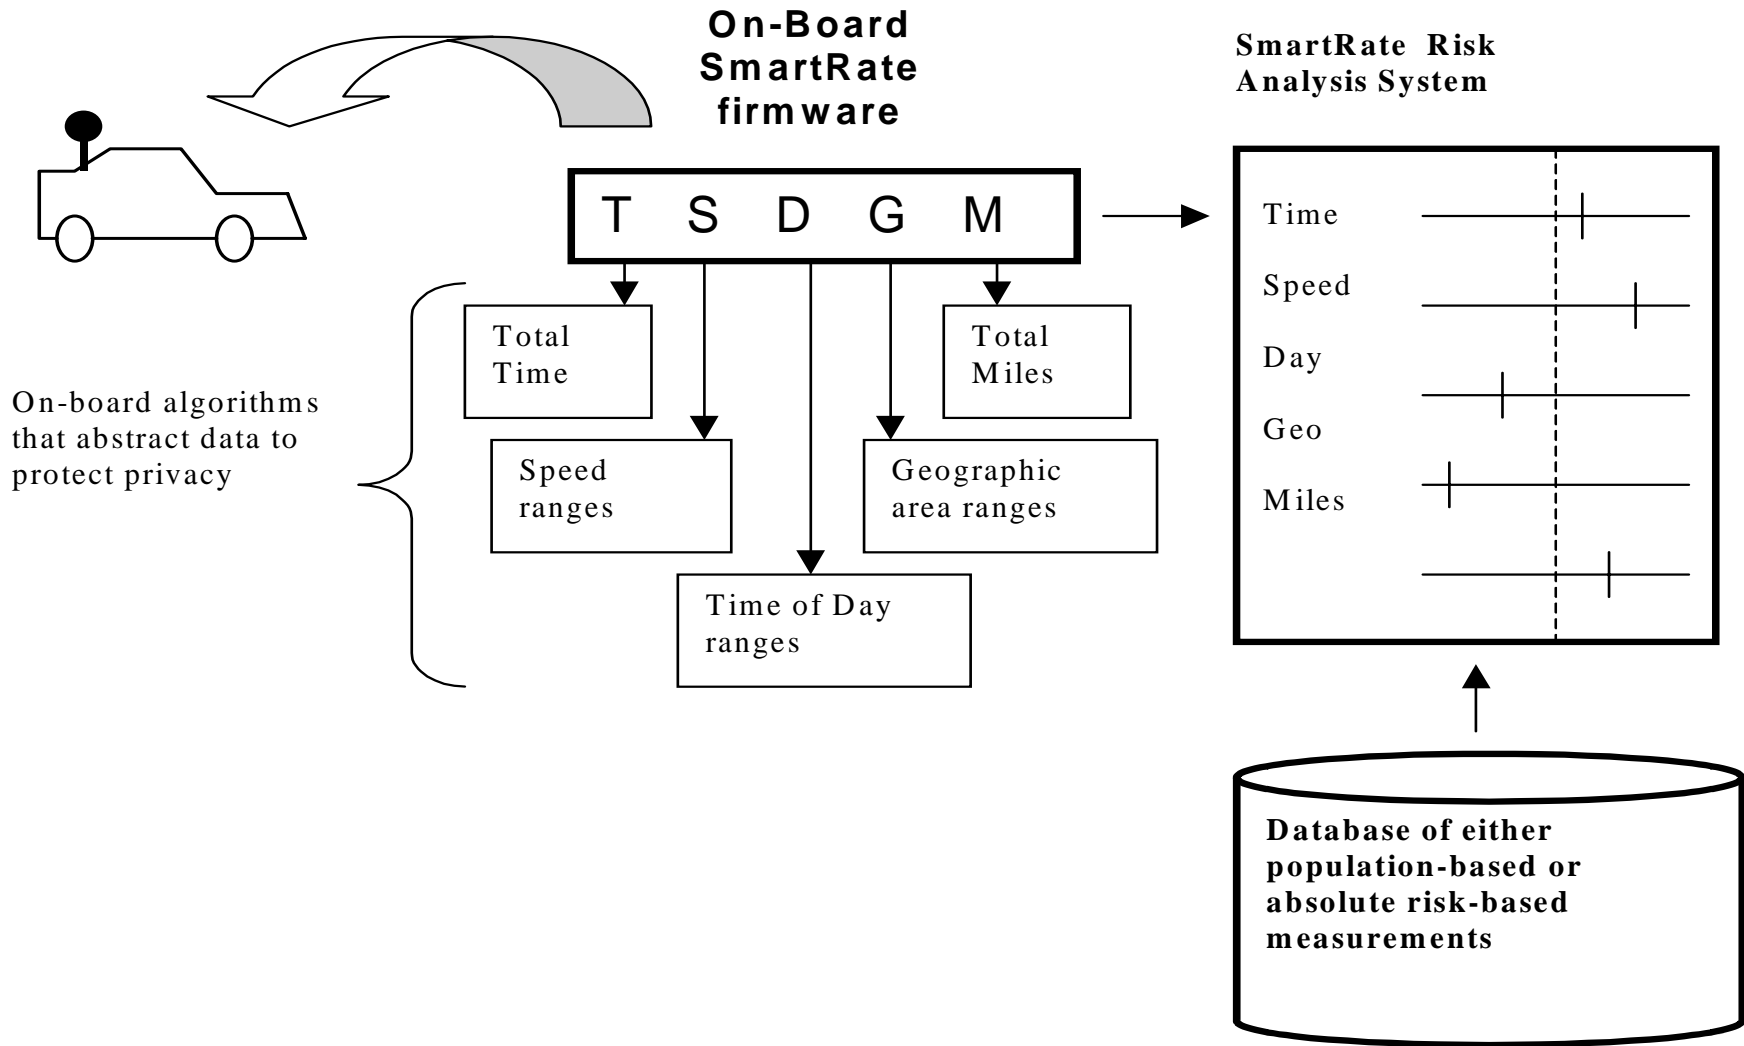 On-Board
SmartRate
firmware
SmartRate Risk
Analysis System
T S D G M
Time
Speed
Day
Geo
Miles
Total
Time
Total
Miles
On-board algorithms
that abstract data to
protect privacy
Speed
ranges
Geographic
area ranges
Time of Day
ranges
Database of either
population-based or
absolute risk-based
measurements